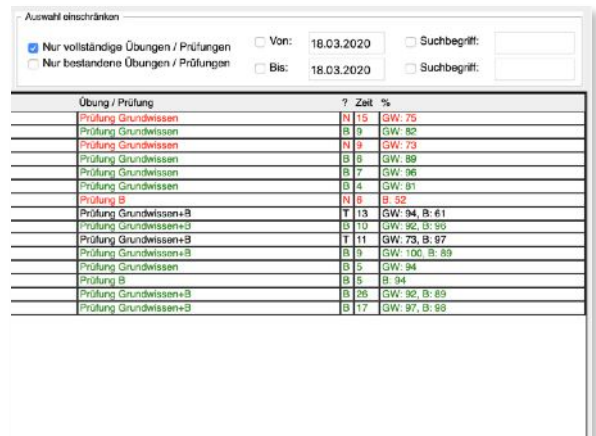 Auswahl einschränken
Nur vollständige Übungen / Prüfungen Von: 18.03.2020 Suchbegriff:
Nur bestandene Übungen / Prüfungen Bis: 18.03.2020 Suchbegriff:
Übung / Prüfung ? Zeit %
Prüfung Grundwissen N 15 GW: 75
Prüfung Grundwissen B 9 GW: 82
Prüfung Grundwissen N 9 GW: 73
Prüfung Grundwissen B 6 GW: 89
Prüfung Grundwissen B 7 GW: 96
Prüfung Grundwissen B 4 GW: 81
Prüfung B N 8 B: 52
Prüfung Grundwissen+B T 13 GW: 94, B: 61
Prüfung Grundwissen+B B 10 GW: 92, B: 96
Prüfung Grundwissen+B T 11 GW: 73, B: 97
Prüfung Grundwissen+B B 9 GW: 100, B: 89
Prüfung Grundwissen B 5 GW: 94
Prüfung B B 5 B: 94
Prüfung Grundwissen+B B 26 GW: 92, B: 89
Prüfung Grundwissen+B B 17 GW: 97, B: 98